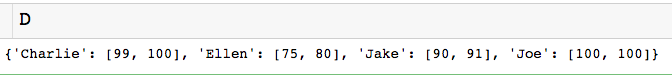 D
{'Charlie': [99, 100], 'Ellen': [75, 80], 'Jake': [90, 91], 'Joe': [100, 100]}